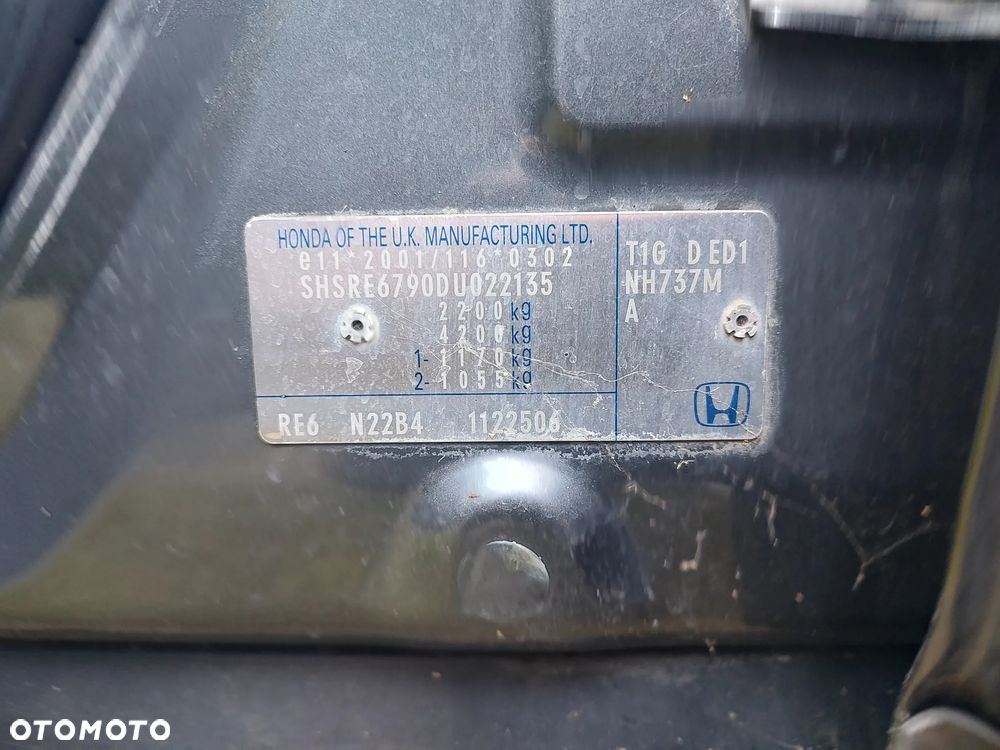 HONDA OF THE U.K. MANUFACTURING LTD.
e11*2001/116*0302
SHSRE6790DU022135
2200kg
4200kg
1-1170kg
2-1055kg
RE6 N22B4 1122506
T1G DED1
NH737M
A
OTOMOTO